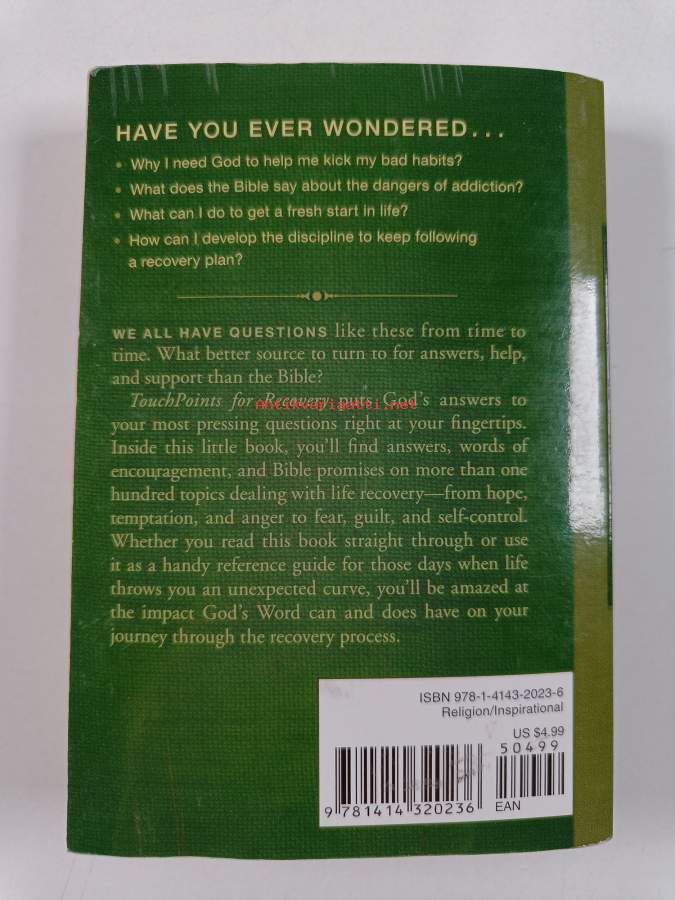 HAVE YOU EVER WONDERED...
• Why I need God to help me kick my bad habits?
• What does the Bible say about the dangers of addiction?
• What can I do to get a fresh start in life?
• How can I develop the discipline to keep following
a recovery plan?
WE ALL HAVE QUESTIONS like these from time to
time. What better source to turn to for answers, help,
and support than the Bible?
TouchPoints for Recovery puts God's answers to
Antikvariaatti.net
your most pressing questions right at your fingertips.
Inside this little book, you'll find answers, words of
encouragement, and Bible promises on more than one
hundred topics dealing with life recovery—from hope,
temptation, and anger to fear, guilt, and self-control.
Whether you read this book straight through or use
it as a handy reference guide for those days when life
throws you an unexpected curve, you'll be amazed at
the impact God's Word can and does have on your
journey through the recovery process.
ISBN 978-1-4143-2023-6
Religion/Inspirational
US $4.99
50499
9 781414 320236
EAN